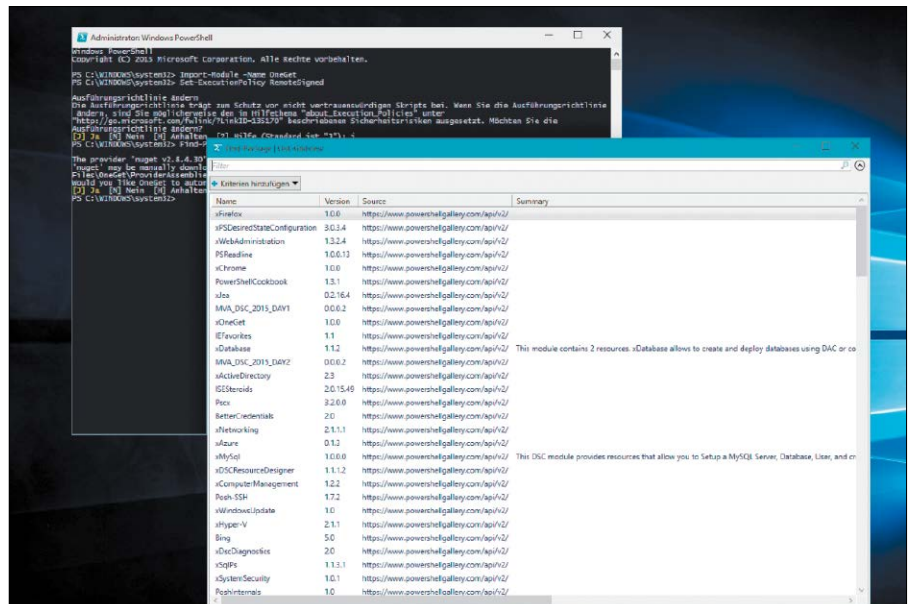 Administrator: Windows PowerShell
Windows PowerShell
Copyright (C) 2015 Microsoft Corporation. Alle Rechte vorbehalten.
PS C:\WINDOWS\system32> Import-Module -Name OneGet
PS C:\WINDOWS\system32> Set-ExecutionPolicy RemoteSigned
Ausführungsrichtlinie ändern
Die Ausführungsrichtlinie trägt zum Schutz vor nicht vertrauenswürdigen Skripts bei. Wenn Sie die Ausführungsrichtlinie
ändern, sind Sie möglicherweise den im Hilfethema "about_Execution_Policies" unter
"http://go.microsoft.com/fwlink/?LinkID=135170" beschriebenen Sicherheitsrisiken ausgesetzt. Möchten Sie die
Ausführungsrichtlinie ändern?
[J] Ja [N] Nein [H] Anhalten [?] Hilfe (Standard ist "J"): j
PS C:\WINDOWS\system32> Find-P
The provider 'nuget v2.8.4.30'
'nuget' may be manually downlo
Files\OneGet\ProviderAssemblie
Would you like OneGet to autom
[J] Ja [N] Nein [H] Anhalten
PS C:\WINDOWS\system32>
Find-Package | Out-GridView
Filter
Kriterien hinzufügen
Name Version Source Summary
xFirefox 1.0.0 https://www.powershellgallery.com/api/v2/
xPSDesiredStateConfiguration 3.0.3.4 https://www.powershellgallery.com/api/v2/
xWebAdministration 1.3.2.4 https://www.powershellgallery.com/api/v2/
PSReadline 1.0.0.13 https://www.powershellgallery.com/api/v2/
xChrome 1.0.0 https://www.powershellgallery.com/api/v2/
PowerShellCookbook 1.3.1 https://www.powershellgallery.com/api/v2/
xJea 0.2.16.4 https://www.powershellgallery.com/api/v2/
MVA_DSC_2015_DAY1 0.0.0.2 https://www.powershellgallery.com/api/v2/
xOneGet 1.0.0 https://www.powershellgallery.com/api/v2/
IEFavorites 1.1 https://www.powershellgallery.com/api/v2/
xDatabase 1.1.2 https://www.powershellgallery.com/api/v2/ This module contains 2 resources. xDatabase allows to create and deploy databases using DAC or co
MVA_DSC_2015_DAY2 0.0.0.2 https://www.powershellgallery.com/api/v2/
xActiveDirectory 2.3 https://www.powershellgallery.com/api/v2/
ISESteroids 2.0.15.49 https://www.powershellgallery.com/api/v2/
Pscx 3.2.0.0 https://www.powershellgallery.com/api/v2/
BetterCredentials 2.0 https://www.powershellgallery.com/api/v2/
xNetworking 2.1.1.1 https://www.powershellgallery.com/api/v2/
xAzure 0.1.3 https://www.powershellgallery.com/api/v2/
xMySql 1.0.0.0 https://www.powershellgallery.com/api/v2/ This DSC module provides resources that allow you to Setup a MySQL Server, Database, User, and cr
xDSCResourceDesigner 1.1.1.2 https://www.powershellgallery.com/api/v2/
xComputerManagement 1.2.2 https://www.powershellgallery.com/api/v2/
Posh-SSH 1.7.2 https://www.powershellgallery.com/api/v2/
xWindowsUpdate 1.0 https://www.powershellgallery.com/api/v2/
xHyper-V 2.1.1 https://www.powershellgallery.com/api/v2/
Bing 5.0 https://www.powershellgallery.com/api/v2/
xDscDiagnostics 2.0 https://www.powershellgallery.com/api/v2/
xSqlPs 1.1.3.1 https://www.powershellgallery.com/api/v2/
xSystemSecurity 1.0.1 https://www.powershellgallery.com/api/v2/
PoshInternals 1.0 https://www.powershellgallery.com/api/v2/